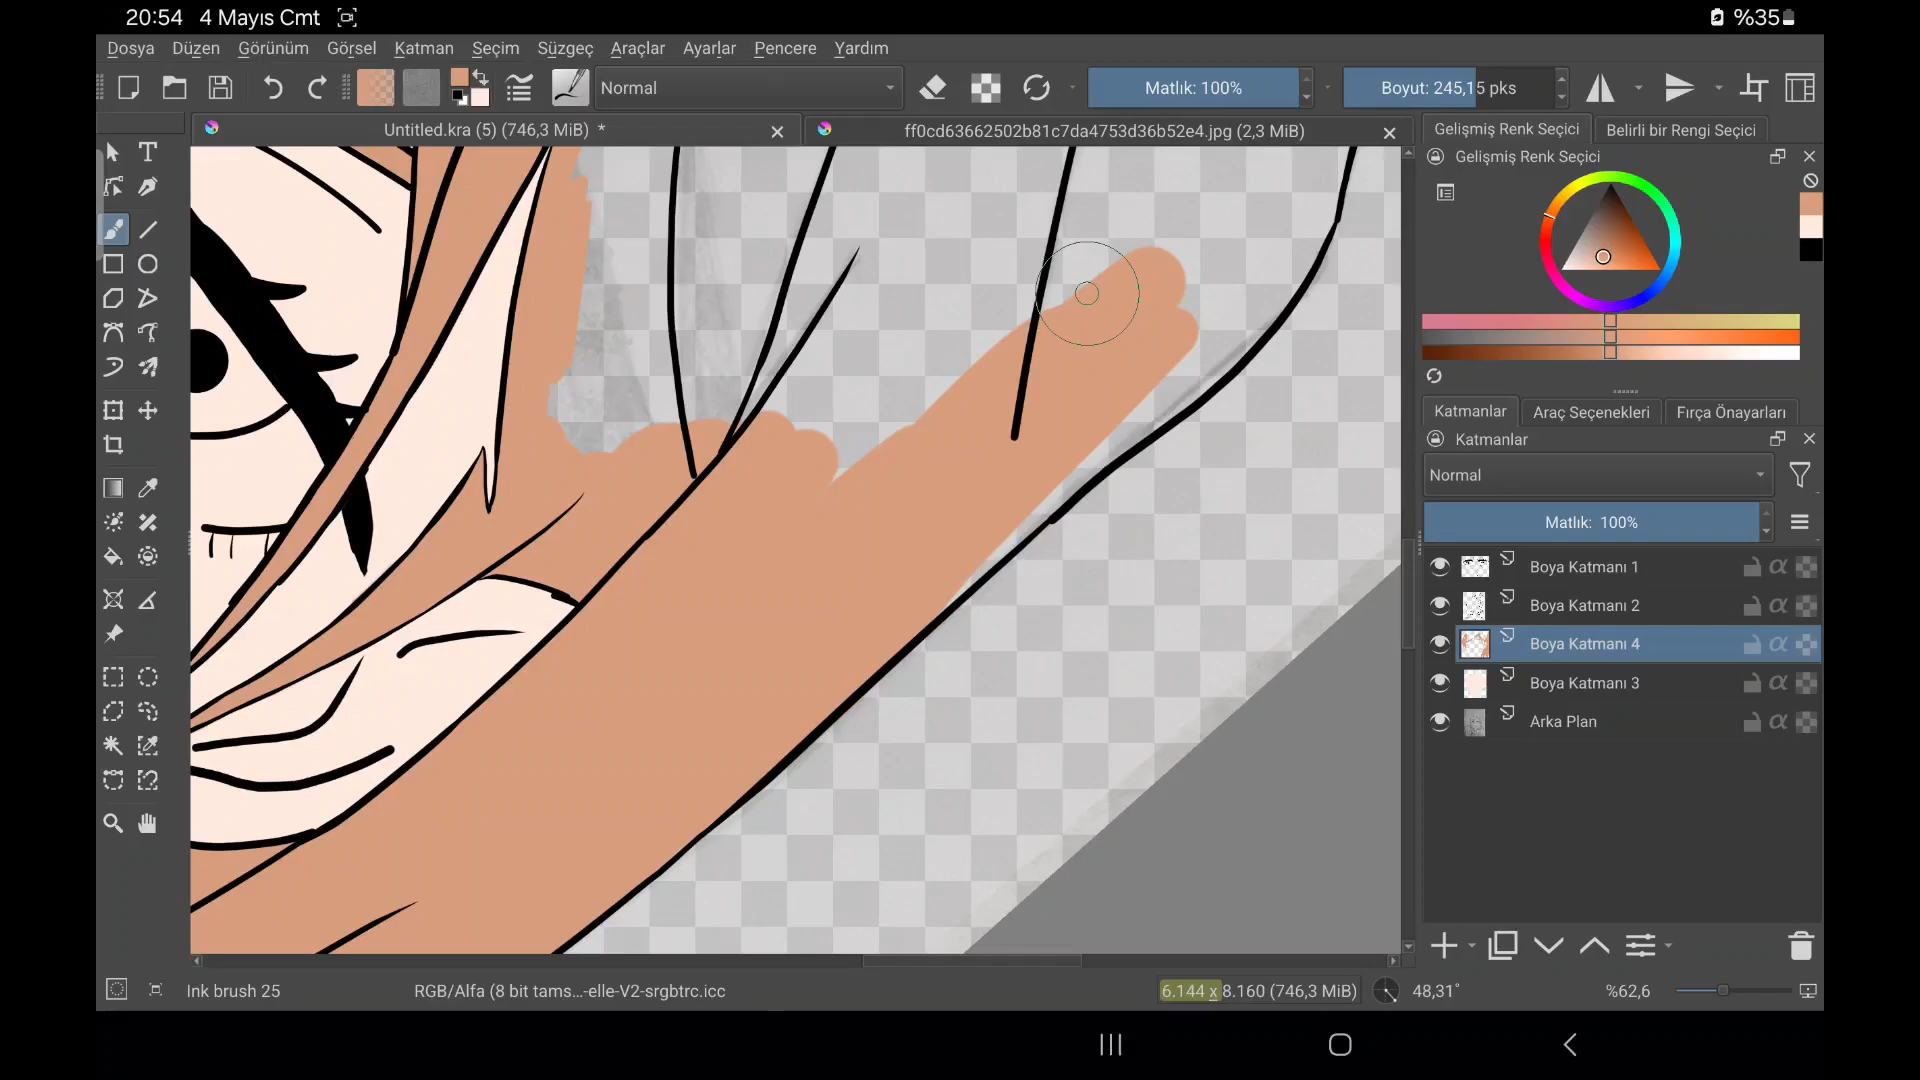 20:54 4 Mayıs Cmt %35
Dosya Düzen Görünüm Görsel Katman Seçim Süzgeç Araçlar Ayarlar Pencere Yardım
Normal Matlık: 100% Boyut: 245,15 pks
Untitled.kra (5) (746,3 MiB) * ff0cd63662502b81c7da4753d36b52e4.jpg (2,3 MiB)
Gelişmiş Renk Seçici Belirli bir Rengi Seçici
Gelişmiş Renk Seçici
Katmanlar Araç Seçenekleri Fırça Önayarları
Katmanlar
Normal
Matlık: 100%
Boya Katmanı 1
Boya Katmanı 2
Boya Katmanı 4
Boya Katmanı 3
Arka Plan
Ink brush 25 RGB/Alfa (8 bit tams...-elle-V2-srgbtrc.icc 6.144 x 8.160 (746,3 MiB) 48,31° %62,6